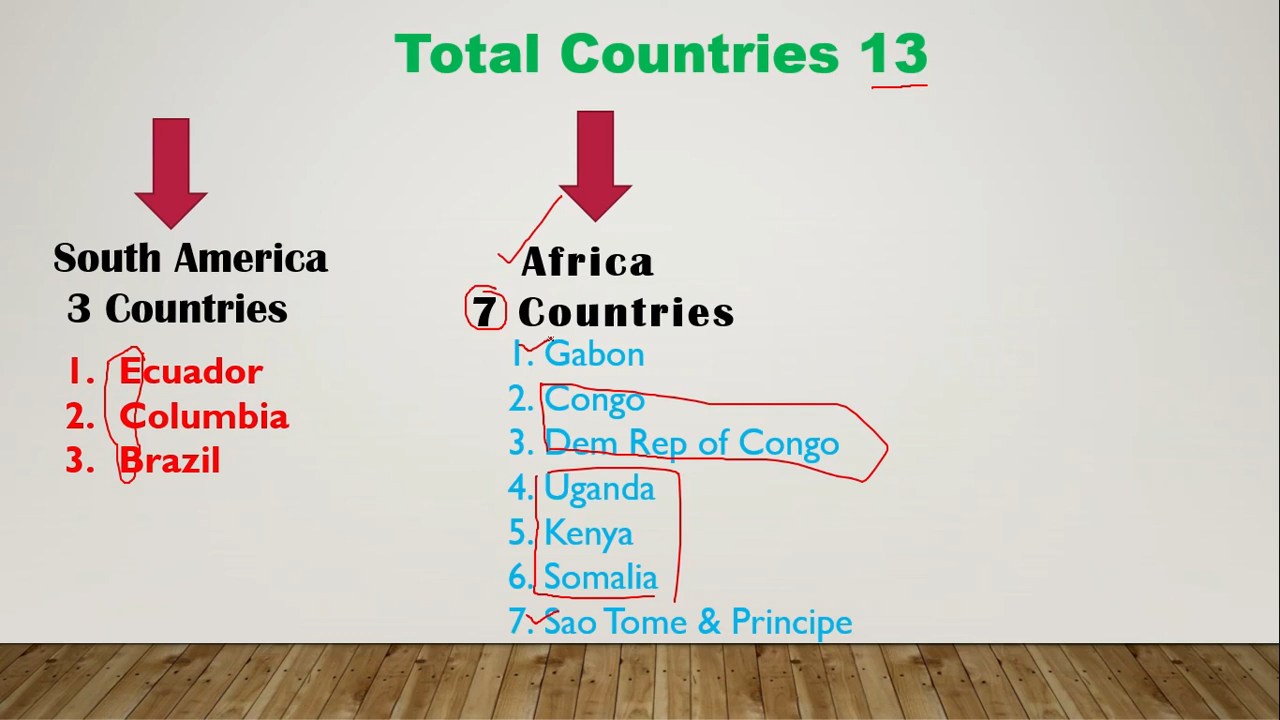 Total Countries 13
South America
3 Countries
1. Ecuador
2. Columbia
3. Brazil
Africa
7 Countries
1. Gabon
2. Congo
3. Dem Rep of Congo
4. Uganda
5. Kenya
6. Somalia
7. Sao Tome & Principe